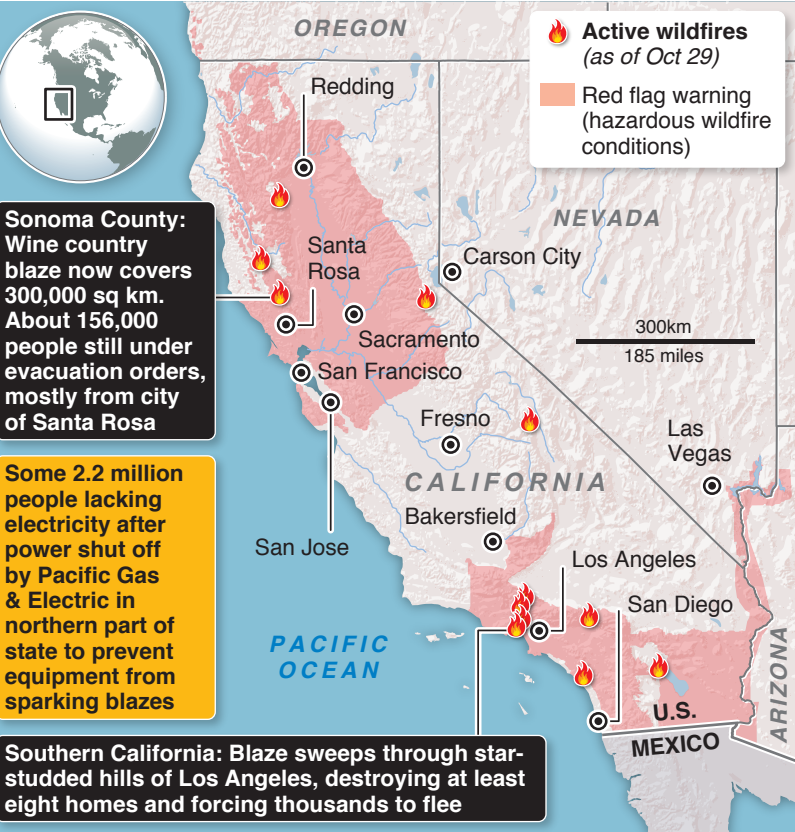 OREGON
Active wildfires
(as of Oct 29)
Red flag warning
(hazardous wildfire
conditions)
Redding
NEVADA
Sonoma County:
Wine country
blaze now covers
300,000 sq km.
About 156,000
people still under
evacuation orders,
mostly from city
of Santa Rosa
Santa
Rosa
Carson City
Sacramento
300km
185 miles
San Francisco
Fresno
Las
Vegas
CALIFORNIA
Some 2.2 million
people lacking
electricity after
power shut off
by Pacific Gas
& Electric in
northern part of
state to prevent
equipment from
sparking blazes
Bakersfield
San Jose
Los Angeles
San Diego
PACIFIC
OCEAN
ARIZONA
U.S.
MEXICO
Southern California: Blaze sweeps through star-
studded hills of Los Angeles, destroying at least
eight homes and forcing thousands to flee